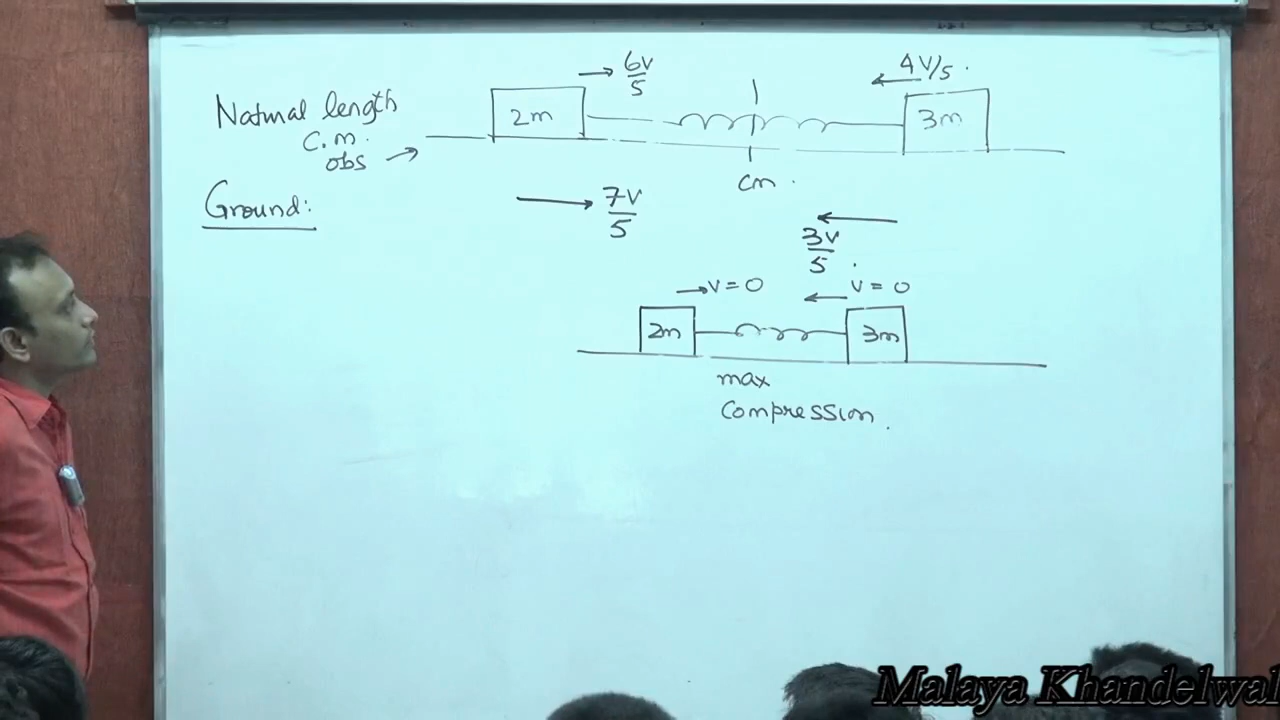 Natural length
C.m.
obs
6v/5
4v/5
2m
3m
cm.
Ground:
7v/5
3v/5.
v = 0
v = 0
2m
3m
max
compression.
Malaya Khandelwal